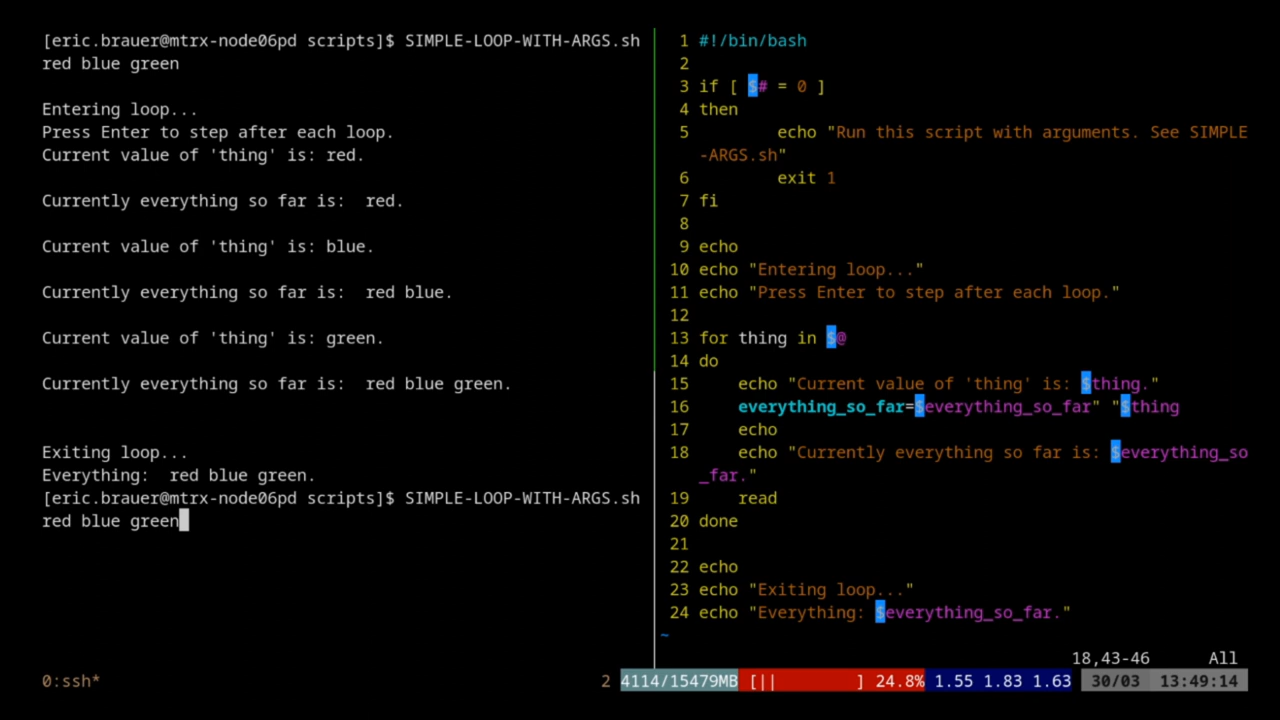 [eric.brauer@mtrx-node06pd scripts]$ SIMPLE-LOOP-WITH-ARGS.sh
red blue green
Entering loop...
Press Enter to step after each loop.
Current value of 'thing' is: red.
Currently everything so far is:  red.
Current value of 'thing' is: blue.
Currently everything so far is:  red blue.
Current value of 'thing' is: green.
Currently everything so far is:  red blue green.
Exiting loop...
Everything:  red blue green.
[eric.brauer@mtrx-node06pd scripts]$ SIMPLE-LOOP-WITH-ARGS.sh
red blue green
1 #!/bin/bash
2
3 if [ $# = 0 ]
4 then
5         echo "Run this script with arguments. See SIMPLE
-ARGS.sh"
6         exit 1
7 fi
8
9 echo
10 echo "Entering loop..."
11 echo "Press Enter to step after each loop."
12
13 for thing in $@
14 do
15     echo "Current value of 'thing' is: $thing."
16     everything_so_far=$everything_so_far" "$thing
17     echo
18     echo "Currently everything so far is: $everything_so
_far."
19     read
20 done
21
22 echo
23 echo "Exiting loop..."
24 echo "Everything: $everything_so_far."
~
18,43-46      All
0:ssh*
2 4114/15479MB [||        ] 24.8% 1.55 1.83 1.63 30/03 13:49:14